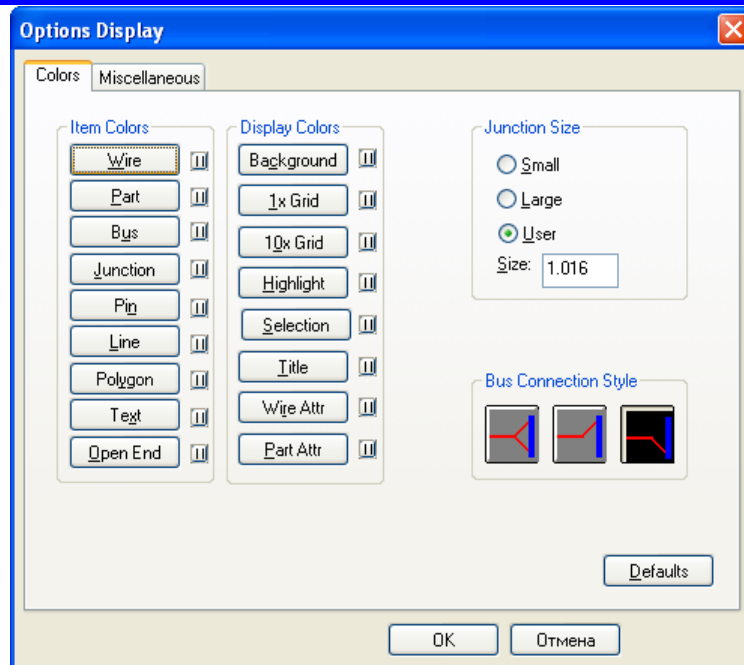 Options Display
Colors Miscellaneous
Item Colors
Wire
Part
Bus
Junction
Pin
Line
Polygon
Text
Open End
Display Colors
Background
1x Grid
10x Grid
Highlight
Selection
Title
Wire Attr
Part Attr
Junction Size
Small
Large
User
Size: 1.016
Bus Connection Style
Defaults
OK Отмена